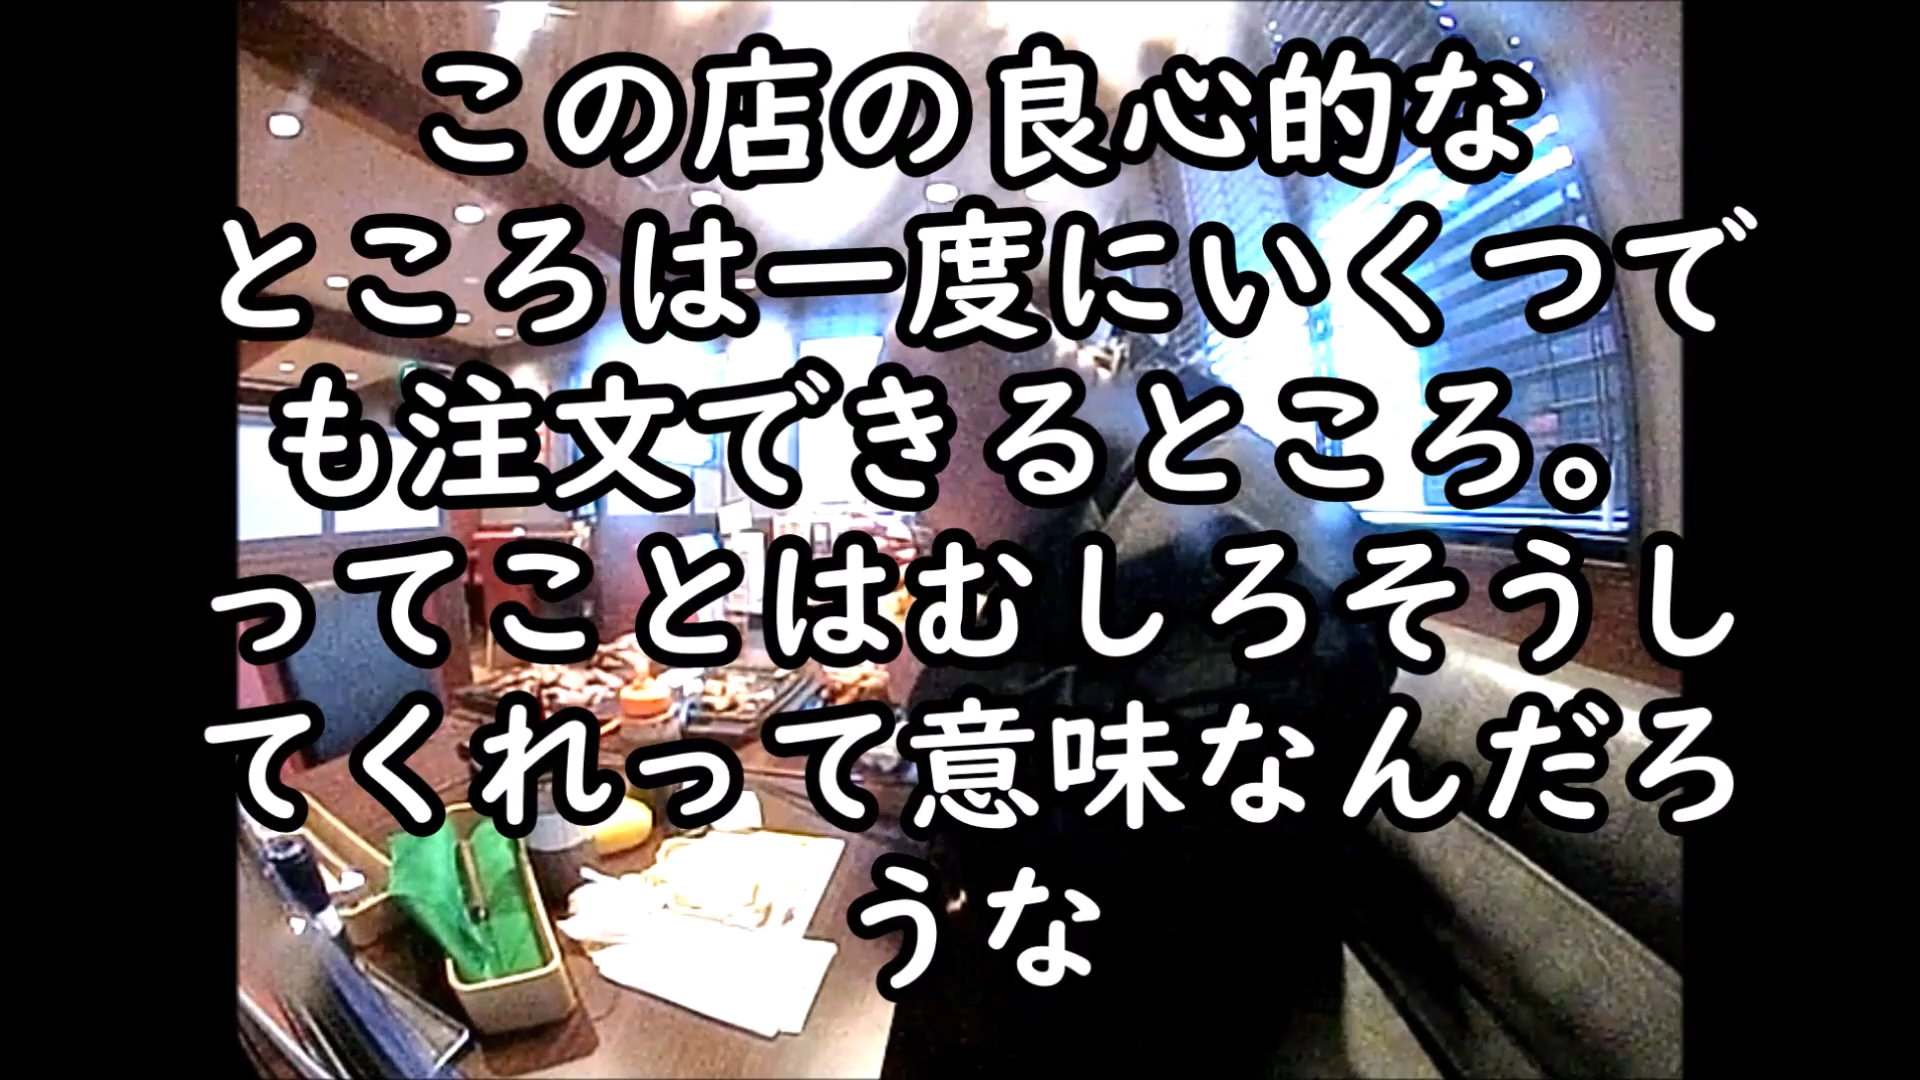 この店の良心的な
ところは一度にいくつで
も注文できるところ。
ってことはむしろそうし
てくれって意味なんだろ
うな